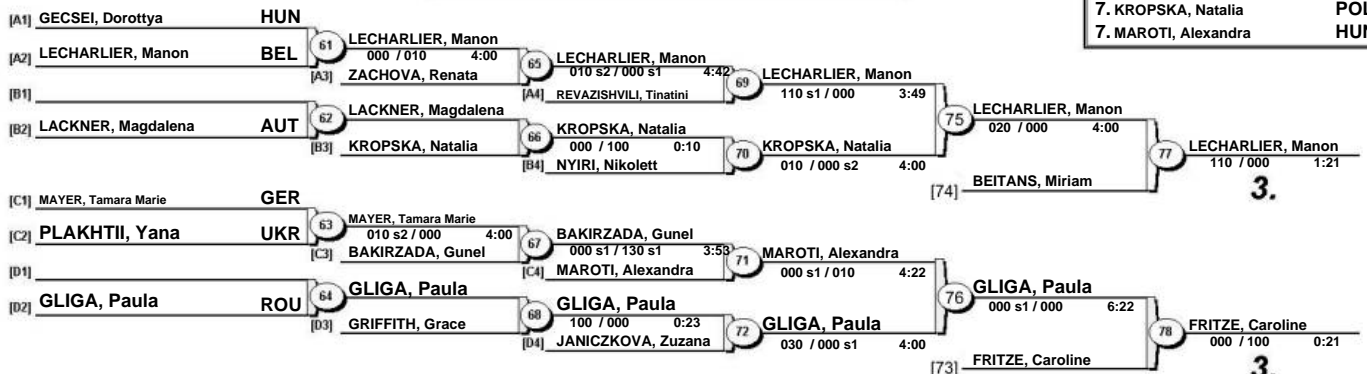 7. KROPSKA, Natalia POL
7. MAROTI, Alexandra HUN
[A1] GECSEI, Dorottya HUN
[A2] LECHARLIER, Manon BEL
61
LECHARLIER, Manon
000 / 010 4:00
[A3] ZACHOVA, Renata
65
LECHARLIER, Manon
010 s2 / 000 s1 4:42
[A4] REVAZISHVILI, Tinatini
69
LECHARLIER, Manon
110 s1 / 000 3:49
[B1]
[B2] LACKNER, Magdalena AUT
62
LACKNER, Magdalena
[B3] KROPSKA, Natalia
66
KROPSKA, Natalia
000 / 100 0:10
[B4] NYIRI, Nikolett
70
KROPSKA, Natalia
010 / 000 s2 4:00
75
LECHARLIER, Manon
020 / 000 4:00
[74] BEITANS, Miriam
77
LECHARLIER, Manon
110 / 000 1:21
3.
[C1] MAYER, Tamara Marie GER
[C2] PLAKHTII, Yana UKR
63
MAYER, Tamara Marie
010 s2 / 000 4:00
[C3] BAKIRZADA, Gunel
67
BAKIRZADA, Gunel
000 s1 / 130 s1 3:53
[C4] MAROTI, Alexandra
71
MAROTI, Alexandra
000 s1 / 010 4:22
[D1]
[D2] GLIGA, Paula ROU
64
GLIGA, Paula
[D3] GRIFFITH, Grace
68
GLIGA, Paula
100 / 000 0:23
[D4] JANICZKOVA, Zuzana
72
GLIGA, Paula
030 / 000 s1 4:00
76
GLIGA, Paula
000 s1 / 000 6:22
[73] FRITZE, Caroline
78
FRITZE, Caroline
000 / 100 0:21
3.